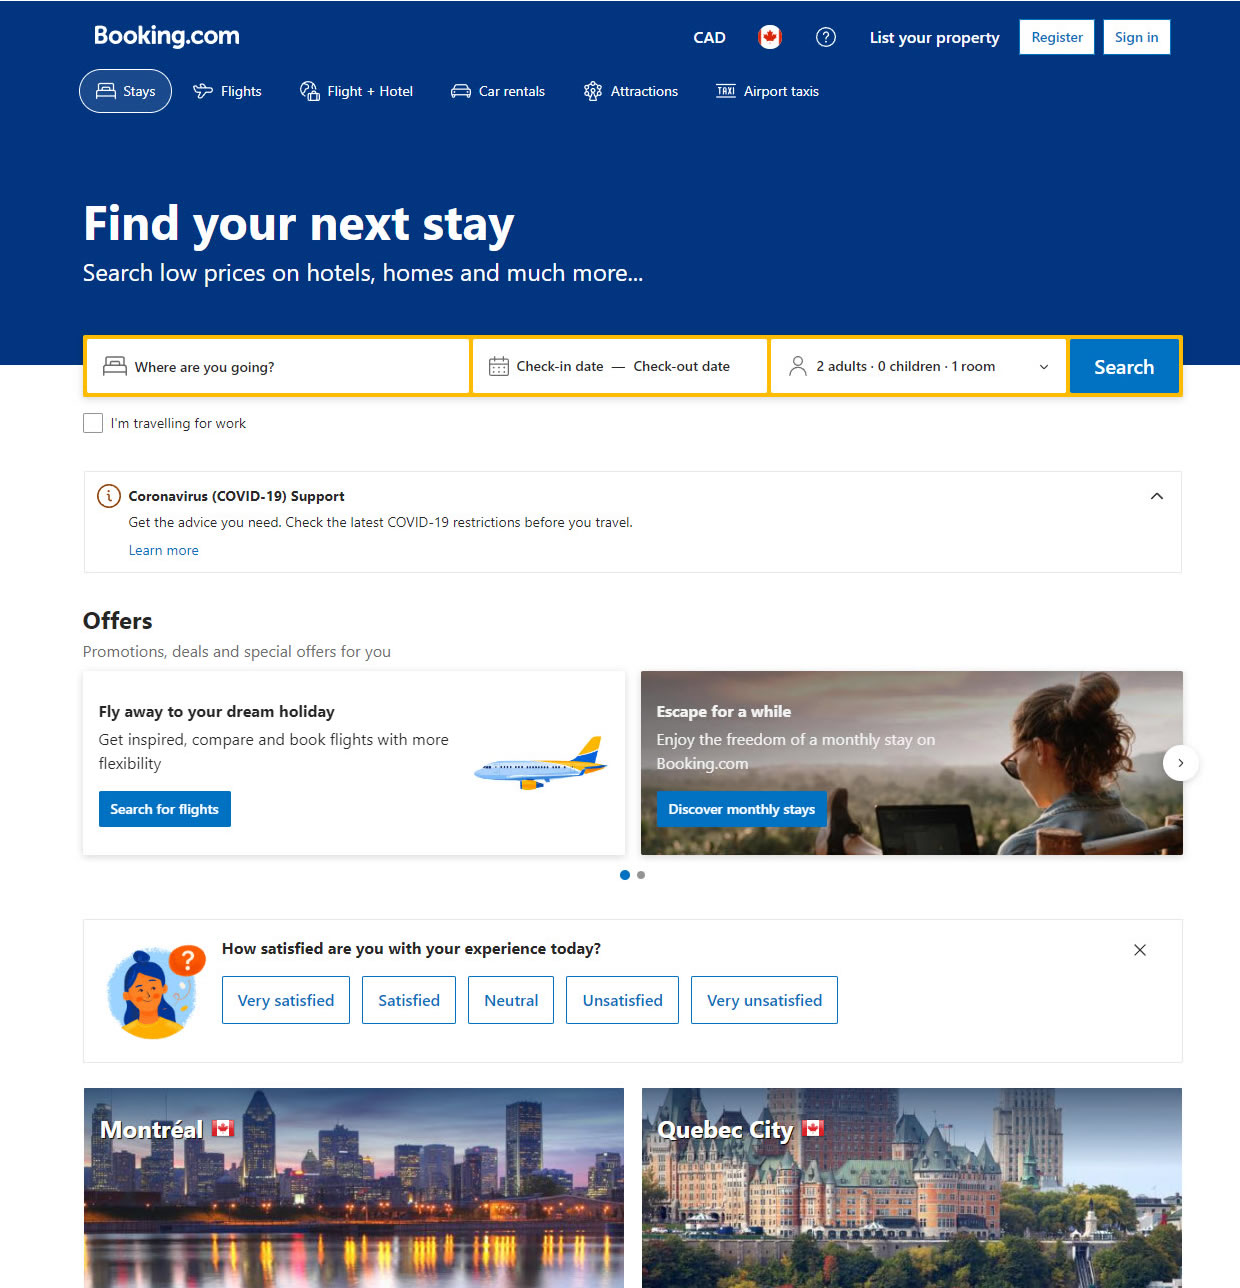 Booking.com
CAD
List your property
Register
Sign in
Stays
Flights
Flight + Hotel
Car rentals
Attractions
TAXI
Airport taxis
Find your next stay
Search low prices on hotels, homes and much more...
Where are you going?
Check-in date — Check-out date
2 adults · 0 children · 1 room
Search
I'm travelling for work
Coronavirus (COVID-19) Support
Get the advice you need. Check the latest COVID-19 restrictions before you travel.
Learn more
Offers
Promotions, deals and special offers for you
Fly away to your dream holiday
Get inspired, compare and book flights with more
flexibility
Search for flights
Escape for a while
Enjoy the freedom of a monthly stay on
Booking.com
Discover monthly stays
How satisfied are you with your experience today?
Very satisfied
Satisfied
Neutral
Unsatisfied
Very unsatisfied
Montréal
Quebec City